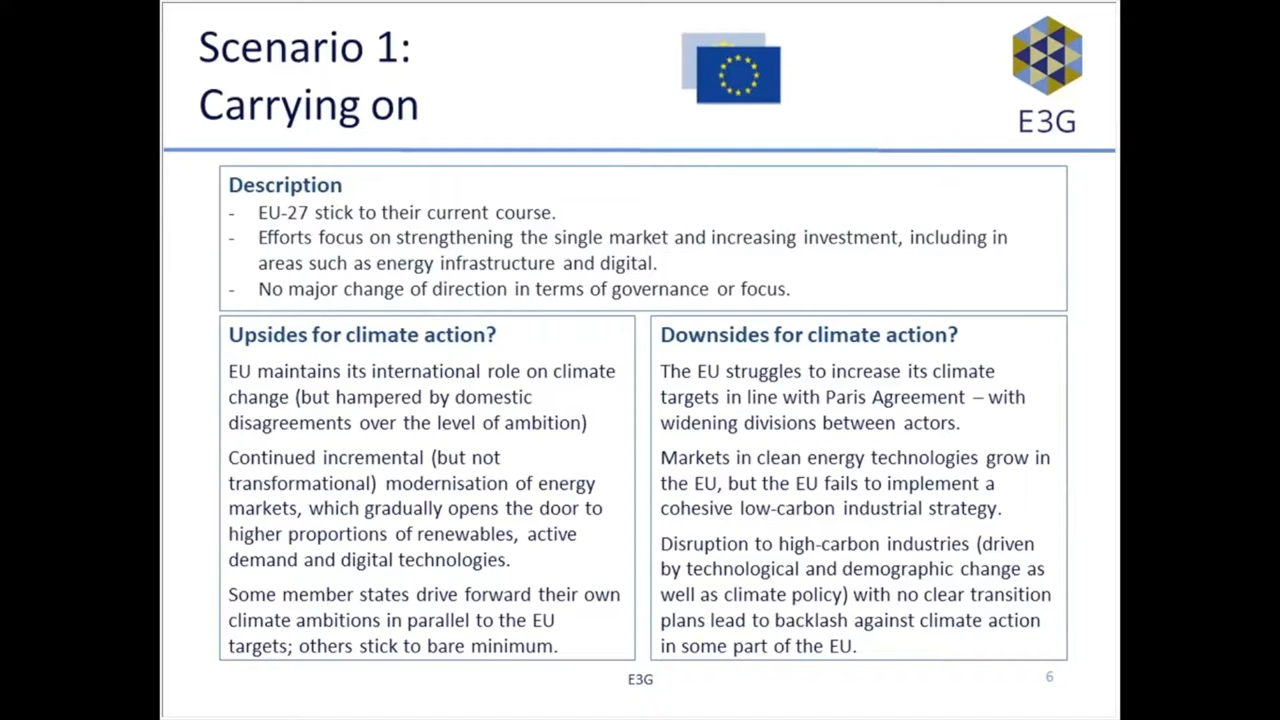 Scenario 1:
Carrying on
E3G
Description
- EU-27 stick to their current course.
- Efforts focus on strengthening the single market and increasing investment, including in
areas such as energy infrastructure and digital.
- No major change of direction in terms of governance or focus.
Upsides for climate action?
EU maintains its international role on climate
change (but hampered by domestic
disagreements over the level of ambition)
Continued incremental (but not
transformational) modernisation of energy
markets, which gradually opens the door to
higher proportions of renewables, active
demand and digital technologies.
Some member states drive forward their own
climate ambitions in parallel to the EU
targets; others stick to bare minimum.
Downsides for climate action?
The EU struggles to increase its climate
targets in line with Paris Agreement – with
widening divisions between actors.
Markets in clean energy technologies grow in
the EU, but the EU fails to implement a
cohesive low-carbon industrial strategy.
Disruption to high-carbon industries (driven
by technological and demographic change as
well as climate policy) with no clear transition
plans lead to backlash against climate action
in some part of the EU.
E3G
6